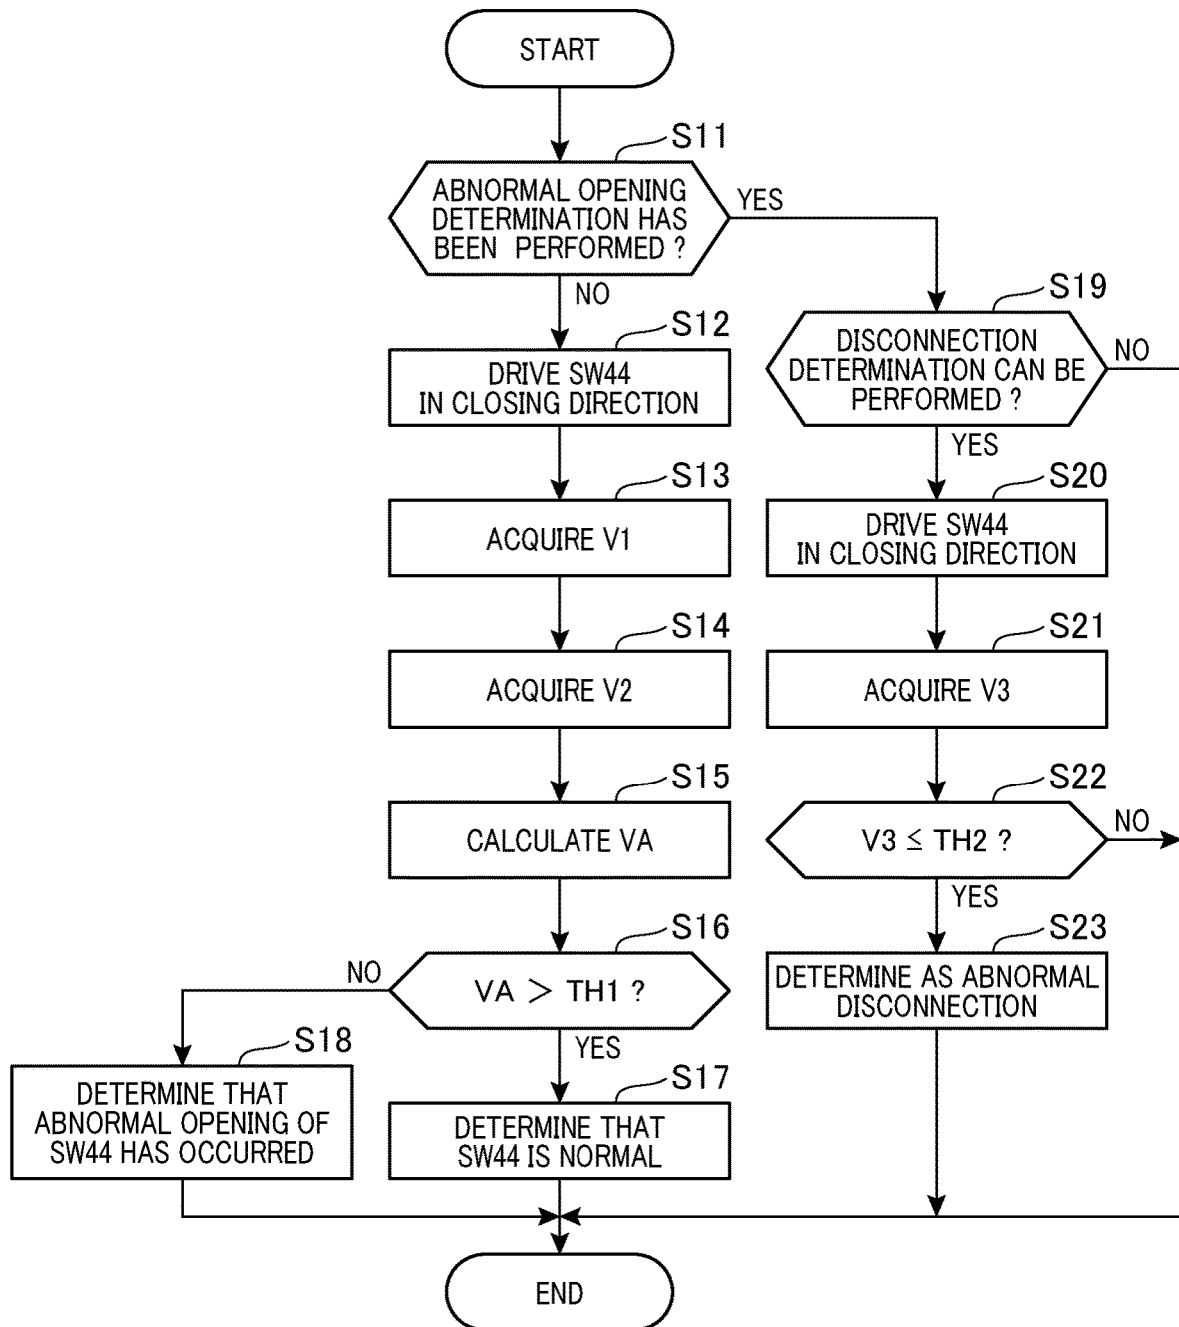 START
S11
ABNORMAL OPENING
DETERMINATION HAS
BEEN PERFORMED ?
YES
NO
S12
DRIVE SW44
IN CLOSING DIRECTION
S13
ACQUIRE V1
S14
ACQUIRE V2
S15
CALCULATE VA
S16
VA > TH1 ?
NO
YES
S18
DETERMINE THAT
ABNORMAL OPENING OF
SW44 HAS OCCURRED
S17
DETERMINE THAT
SW44 IS NORMAL
S19
DISCONNECTION
DETERMINATION CAN BE
PERFORMED ?
NO
YES
S20
DRIVE SW44
IN CLOSING DIRECTION
S21
ACQUIRE V3
S22
V3 ≦ TH2 ?
NO
YES
S23
DETERMINE AS ABNORMAL
DISCONNECTION
END